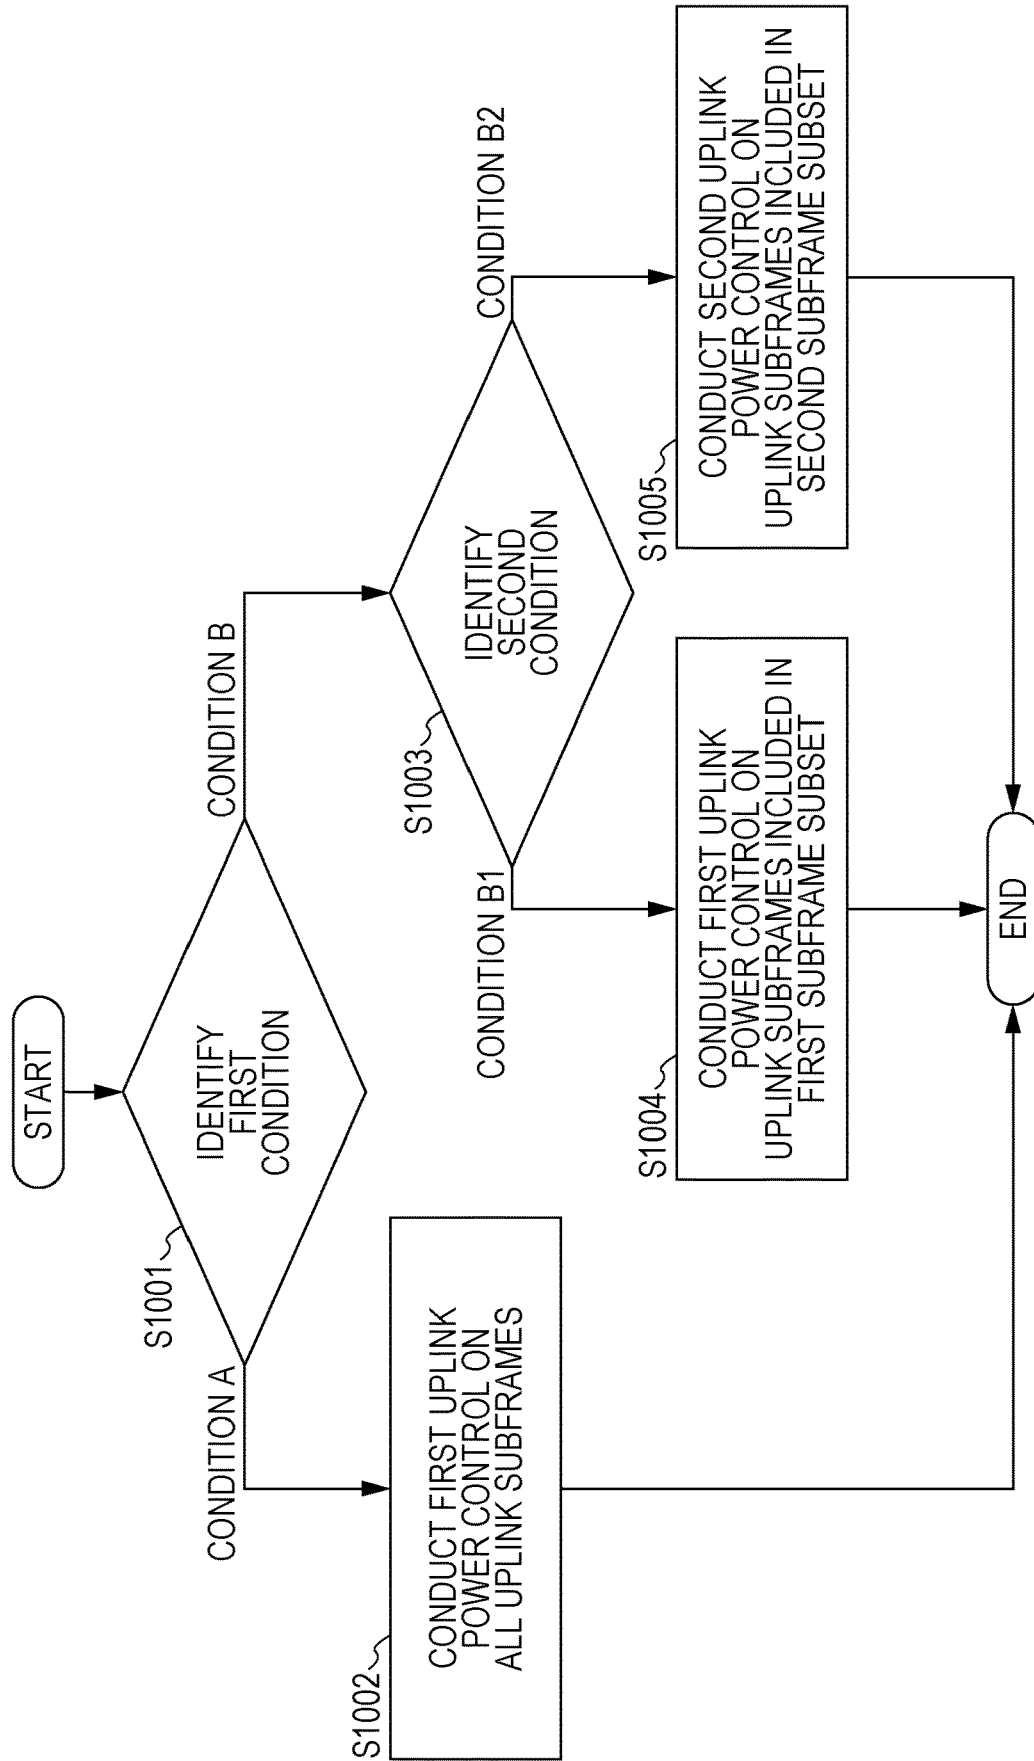 START
S1001
IDENTIFY
FIRST
CONDITION
CONDITION A
CONDITION B
S1002
CONDUCT FIRST UPLINK
POWER CONTROL ON
ALL UPLINK SUBFRAMES
S1003
IDENTIFY
SECOND
CONDITION
CONDITION B1
CONDITION B2
S1004
CONDUCT FIRST UPLINK
POWER CONTROL ON
UPLINK SUBFRAMES INCLUDED IN
FIRST SUBFRAME SUBSET
S1005
CONDUCT SECOND UPLINK
POWER CONTROL ON
UPLINK SUBFRAMES INCLUDED IN
SECOND SUBFRAME SUBSET
END